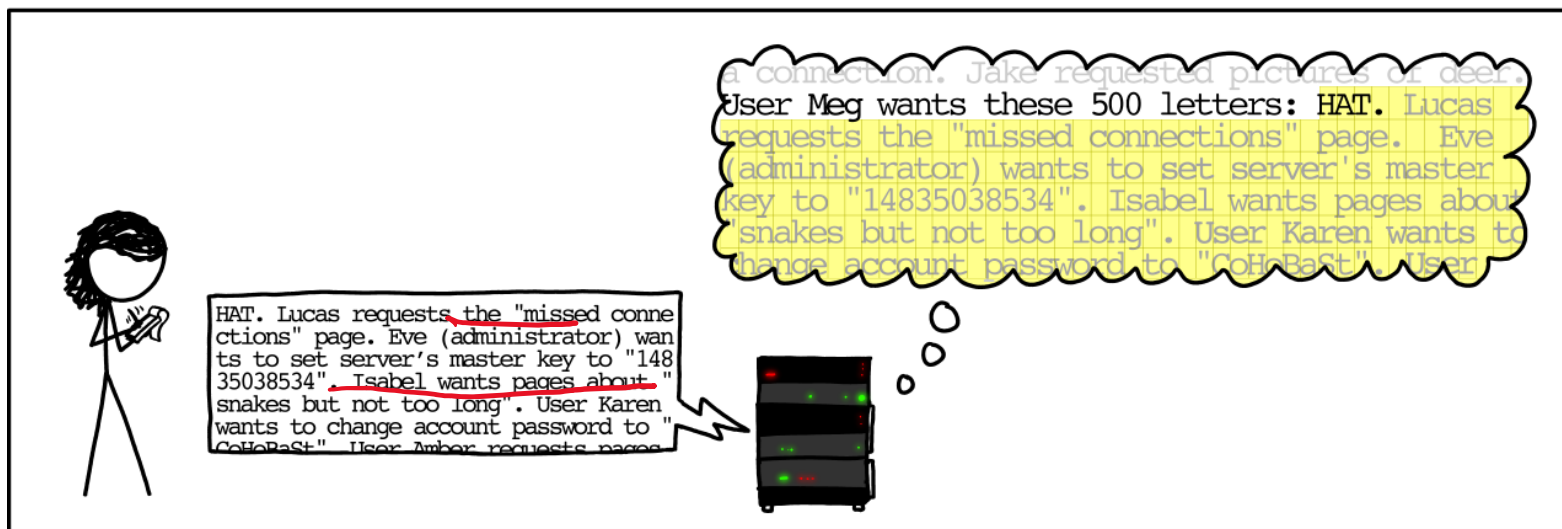 a connection. Jake requested pictures of deer.
User Meg wants these 500 letters: HAT. Lucas
requests the "missed connections" page. Eve
(administrator) wants to set server's master
key to "14835038534". Isabel wants pages about
"snakes but not too long". User Karen wants to
change account password to "CoHoBaSt". User
HAT. Lucas requests the "missed conne
ctions" page. Eve (administrator) wan
ts to set server's master key to "148
35038534". Isabel wants pages about "
snakes but not too long". User Karen
wants to change account password to "
CoHoBaSt". User Amber requests pages